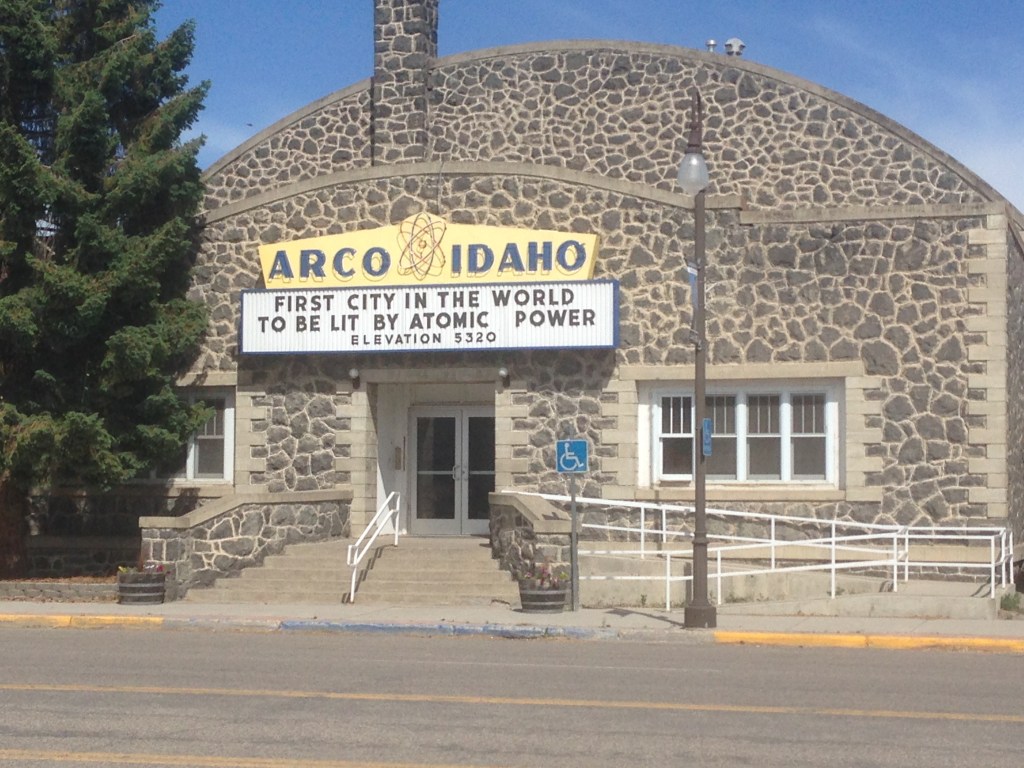 ARCO IDAHO
FIRST CITY IN THE WORLD
TO BE LIT BY ATOMIC POWER
ELEVATION 5320